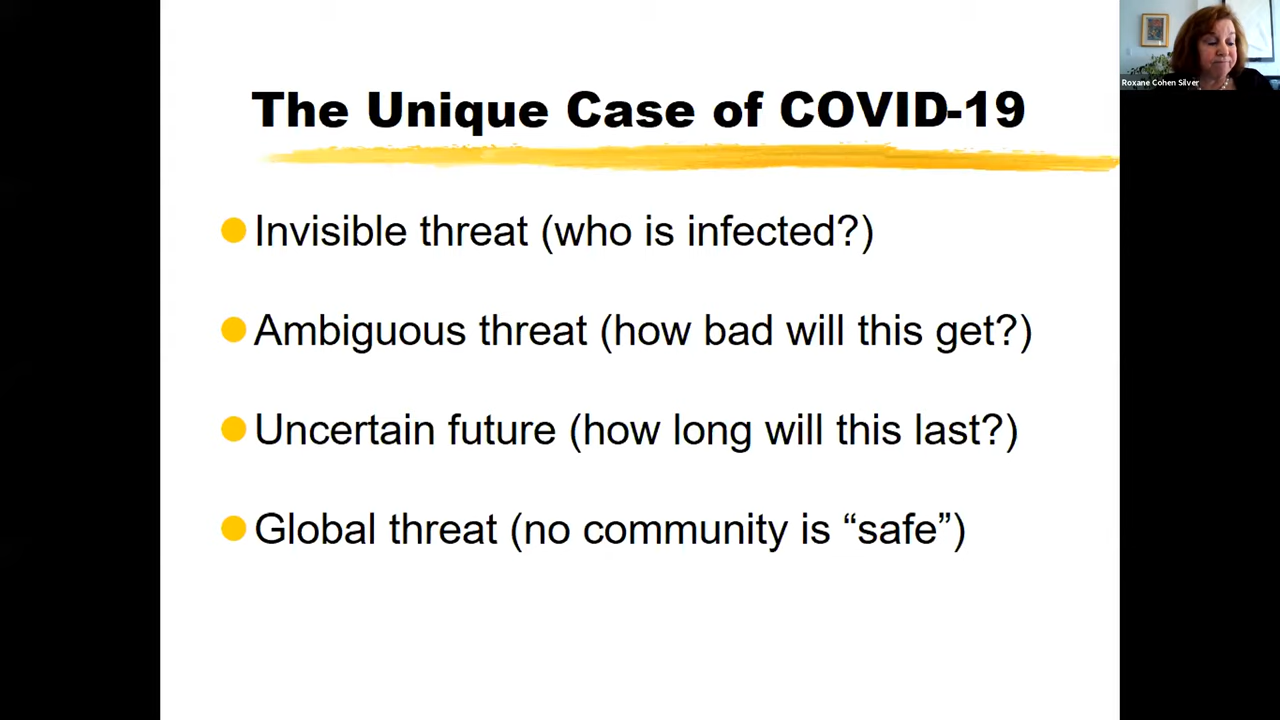 The Unique Case of COVID-19
Invisible threat (who is infected?)
Ambiguous threat (how bad will this get?)
Uncertain future (how long will this last?)
Global threat (no community is “safe”)
Roxane Cohen Silver